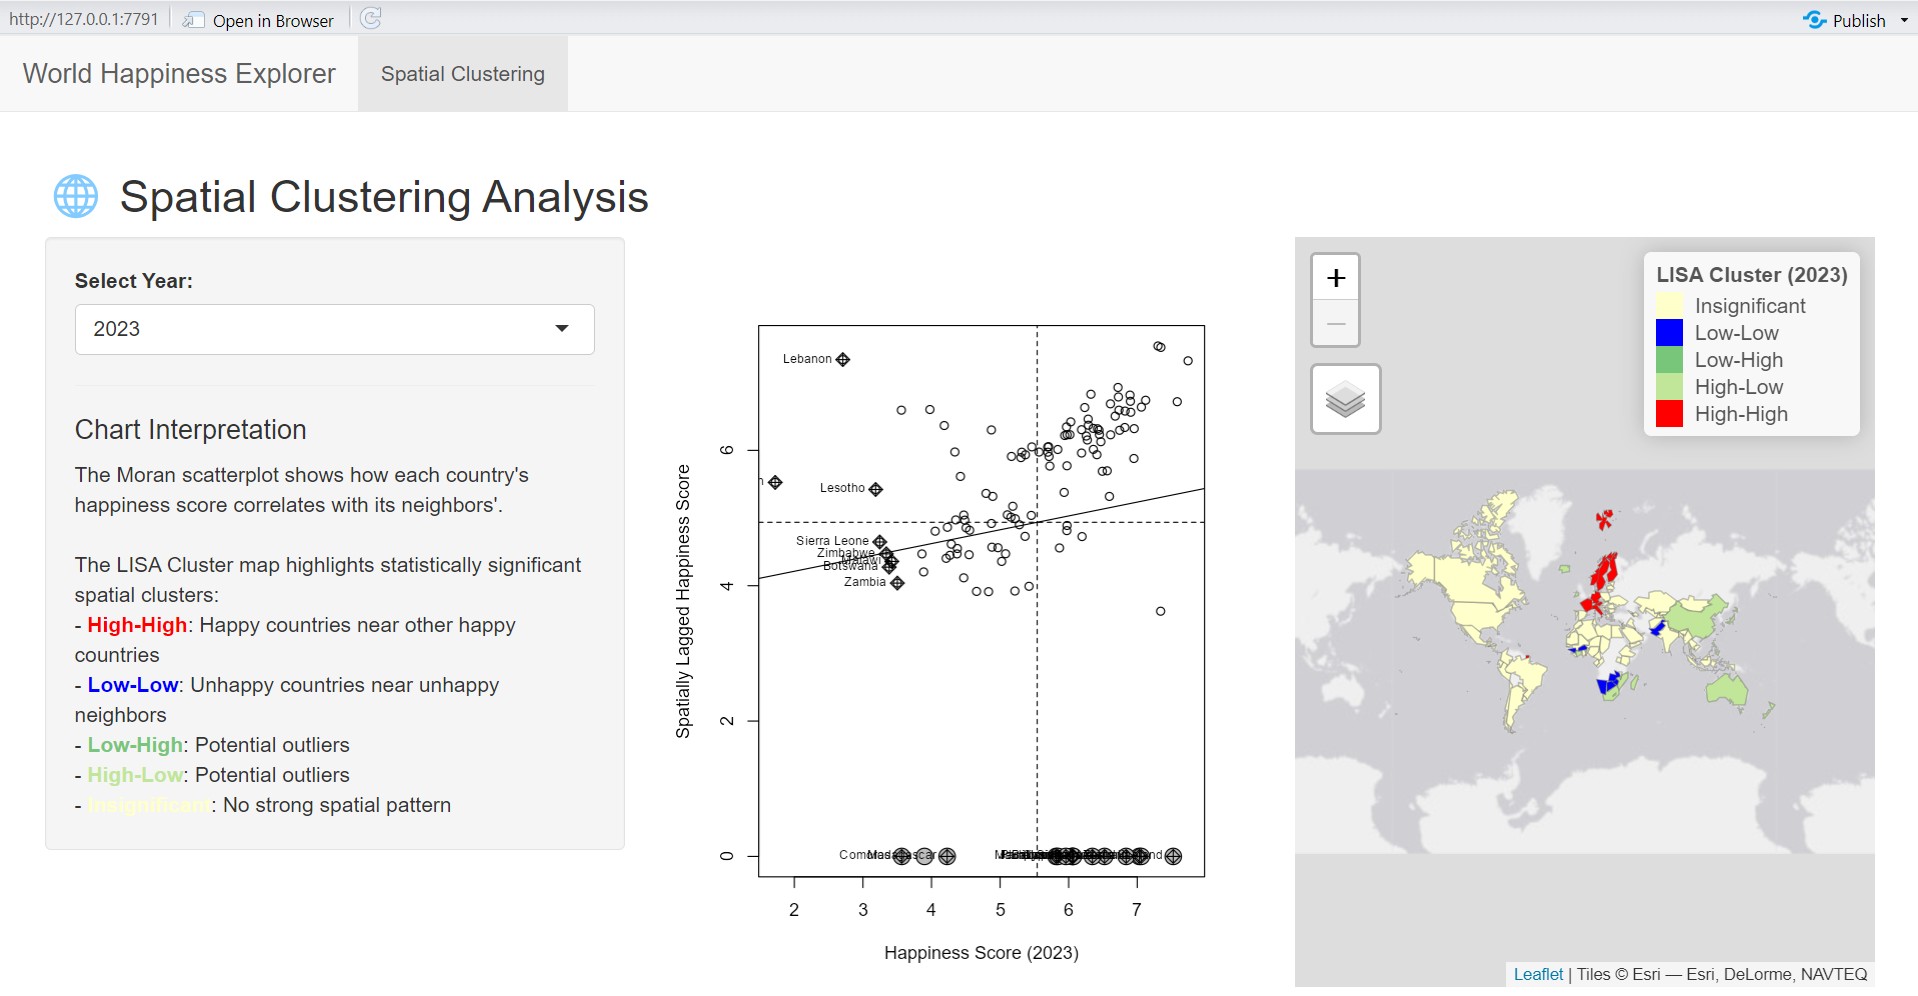 http://127.0.0.1:7791 Open in Browser Publish
World Happiness Explorer Spatial Clustering
Spatial Clustering Analysis
Select Year:
2023
Chart Interpretation
The Moran scatterplot shows how each country's
happiness score correlates with its neighbors'.
The LISA Cluster map highlights statistically significant
spatial clusters:
- High-High: Happy countries near other happy
countries
- Low-Low: Unhappy countries near unhappy
neighbors
- Low-High: Potential outliers
- High-Low: Potential outliers
- Insignificant: No strong spatial pattern
Spatially Lagged Happiness Score
6
4
2
0
Lebanon
n
Lesotho
Sierra Leone
Zimbabwe
Malawi
Botswana
Zambia
Comoros
Madagascar
2 3 4 5 6 7
Happiness Score (2023)
+
−
LISA Cluster (2023)
Insignificant
Low-Low
Low-High
High-Low
High-High
Leaflet | Tiles © Esri — Esri, DeLorme, NAVTEQ